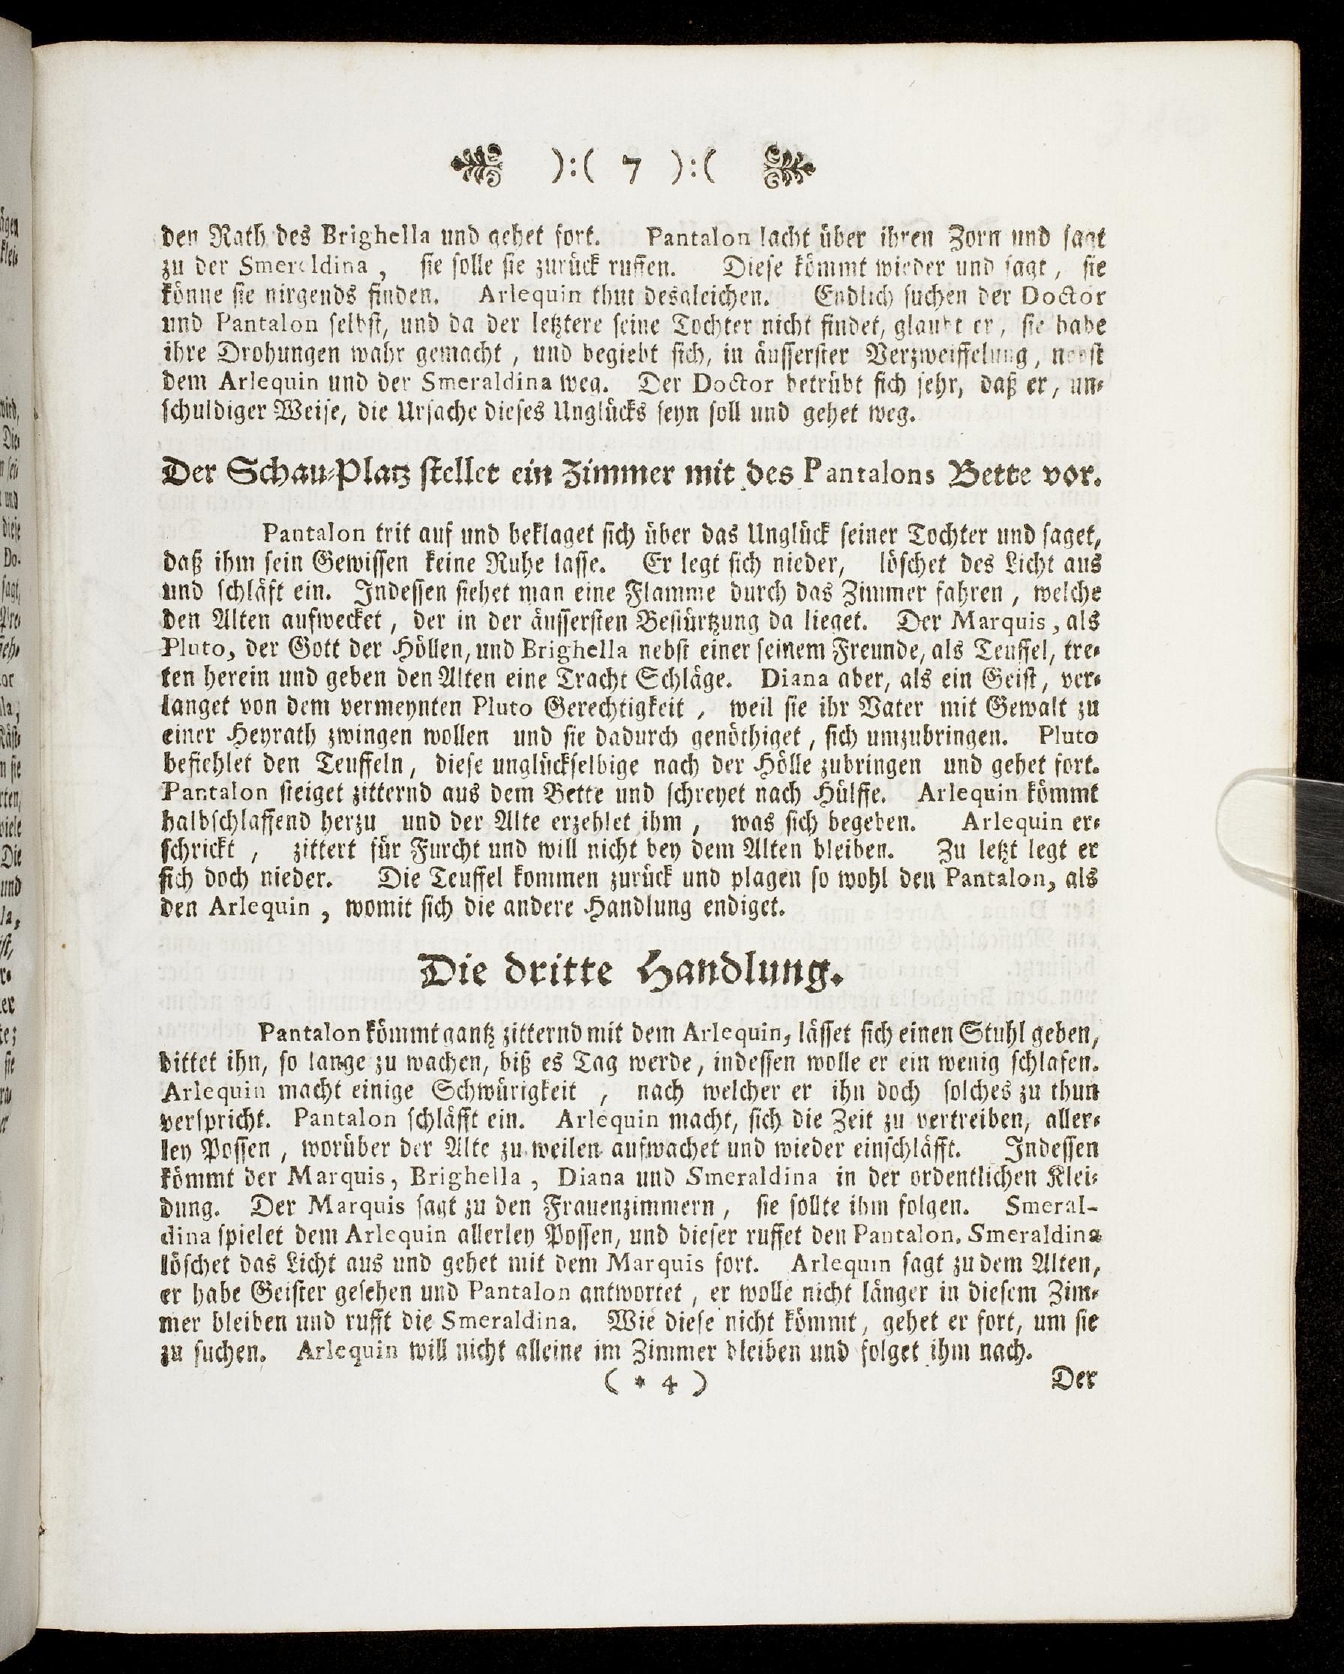 ):( 7 ):(
den Rath des Brighella und gehet fort. Pantalon lacht über ihren Zorn und sagt
zu der Smereldina, sie solle sie zurück ruffen. Diese kömmt wieder und sagt, sie
könne sie nirgends finden. Arlequin thut desgleichen. Endlich suchen der Doctor
und Pantalon selbst, und da der letztere seine Tochter nicht findet, glaubt er, sie habe
ihre Drohungen wahr gemacht, und begiebt sich, in äusserster Verzweiffelung, nebst
dem Arlequin und der Smeraldina weg. Der Doctor betrübt sich sehr, daß er, un-
schuldiger Weise, die Ursache dieses Unglücks seyn soll und gehet weg.
Der Schau-Platz stellet ein Zimmer mit des Pantalons Bette vor.
Pantalon trit auf und beklaget sich über das Unglück seiner Tochter und saget,
daß ihm sein Gewissen keine Ruhe lasse. Er legt sich nieder, löschet des Licht aus
und schläft ein. Indessen siehet man eine Flamme durch das Zimmer fahren, welche
den Alten aufwecket, der in der äussersten Bestürtzung da lieget. Der Marquis, als
Pluto, der Gott der Höllen, und Brighella nebst einer seinem Freunde, als Teuffel, tre-
ten herein und geben den Alten eine Tracht Schläge. Diana aber, als ein Geist, ver-
langet von dem vermeynten Pluto Gerechtigkeit, weil sie ihr Vater mit Gewalt zu
einer Heyrath zwingen wollen und sie dadurch genöthiget, sich umzubringen. Pluto
befiehlet den Teuffeln, diese unglückselbige nach der Hölle zubringen und gehet fort.
Pantalon steiget zitternd aus dem Bette und schreyet nach Hülffe. Arlequin kömmt
halbschlaffend herzu und der Alte erzehlet ihm, was sich begeben. Arlequin er-
schrickt, zittert für Furcht und will nicht bey dem Alten bleiben. Zu letzt legt er
sich doch nieder. Die Teuffel kommen zurück und plagen so wohl den Pantalon, als
den Arlequin, womit sich die andere Handlung endiget.
Die dritte Handlung.
Pantalon kömmt gantz zitternd mit dem Arlequin, lässet sich einen Stuhl geben,
bittet ihn, so lange zu wachen, biß es Tag werde, indessen wolle er ein wenig schlafen.
Arlequin macht einige Schwürigkeit, nach welcher er ihn doch solches zu thun
verspricht. Pantalon schläfft ein. Arlequin macht, sich die Zeit zu vertreiben, aller-
ley Possen, worüber der Alte zu weilen aufwachet und wieder einschläfft. Indessen
kömmt der Marquis, Brighella, Diana und Smeraldina in der ordentlichen Klei-
dung. Der Marquis sagt zu den Frauenzimmern, sie sollte ihm folgen. Smeral-
dina spielet dem Arlequin allerley Possen, und dieser ruffet den Pantalon. Smeraldina
löschet das Licht aus und gehet mit dem Marquis fort. Arlequin sagt zu dem Alten,
er habe Geister gesehen und Pantalon antwortet, er wolle nicht länger in diesem Zim-
mer bleiben und rufft die Smeraldina. Wie diese nicht kömmt, gehet er fort, um sie
zu suchen. Arlequin will nicht alleine im Zimmer bleiben und folget ihm nach.
( * 4 ) Der